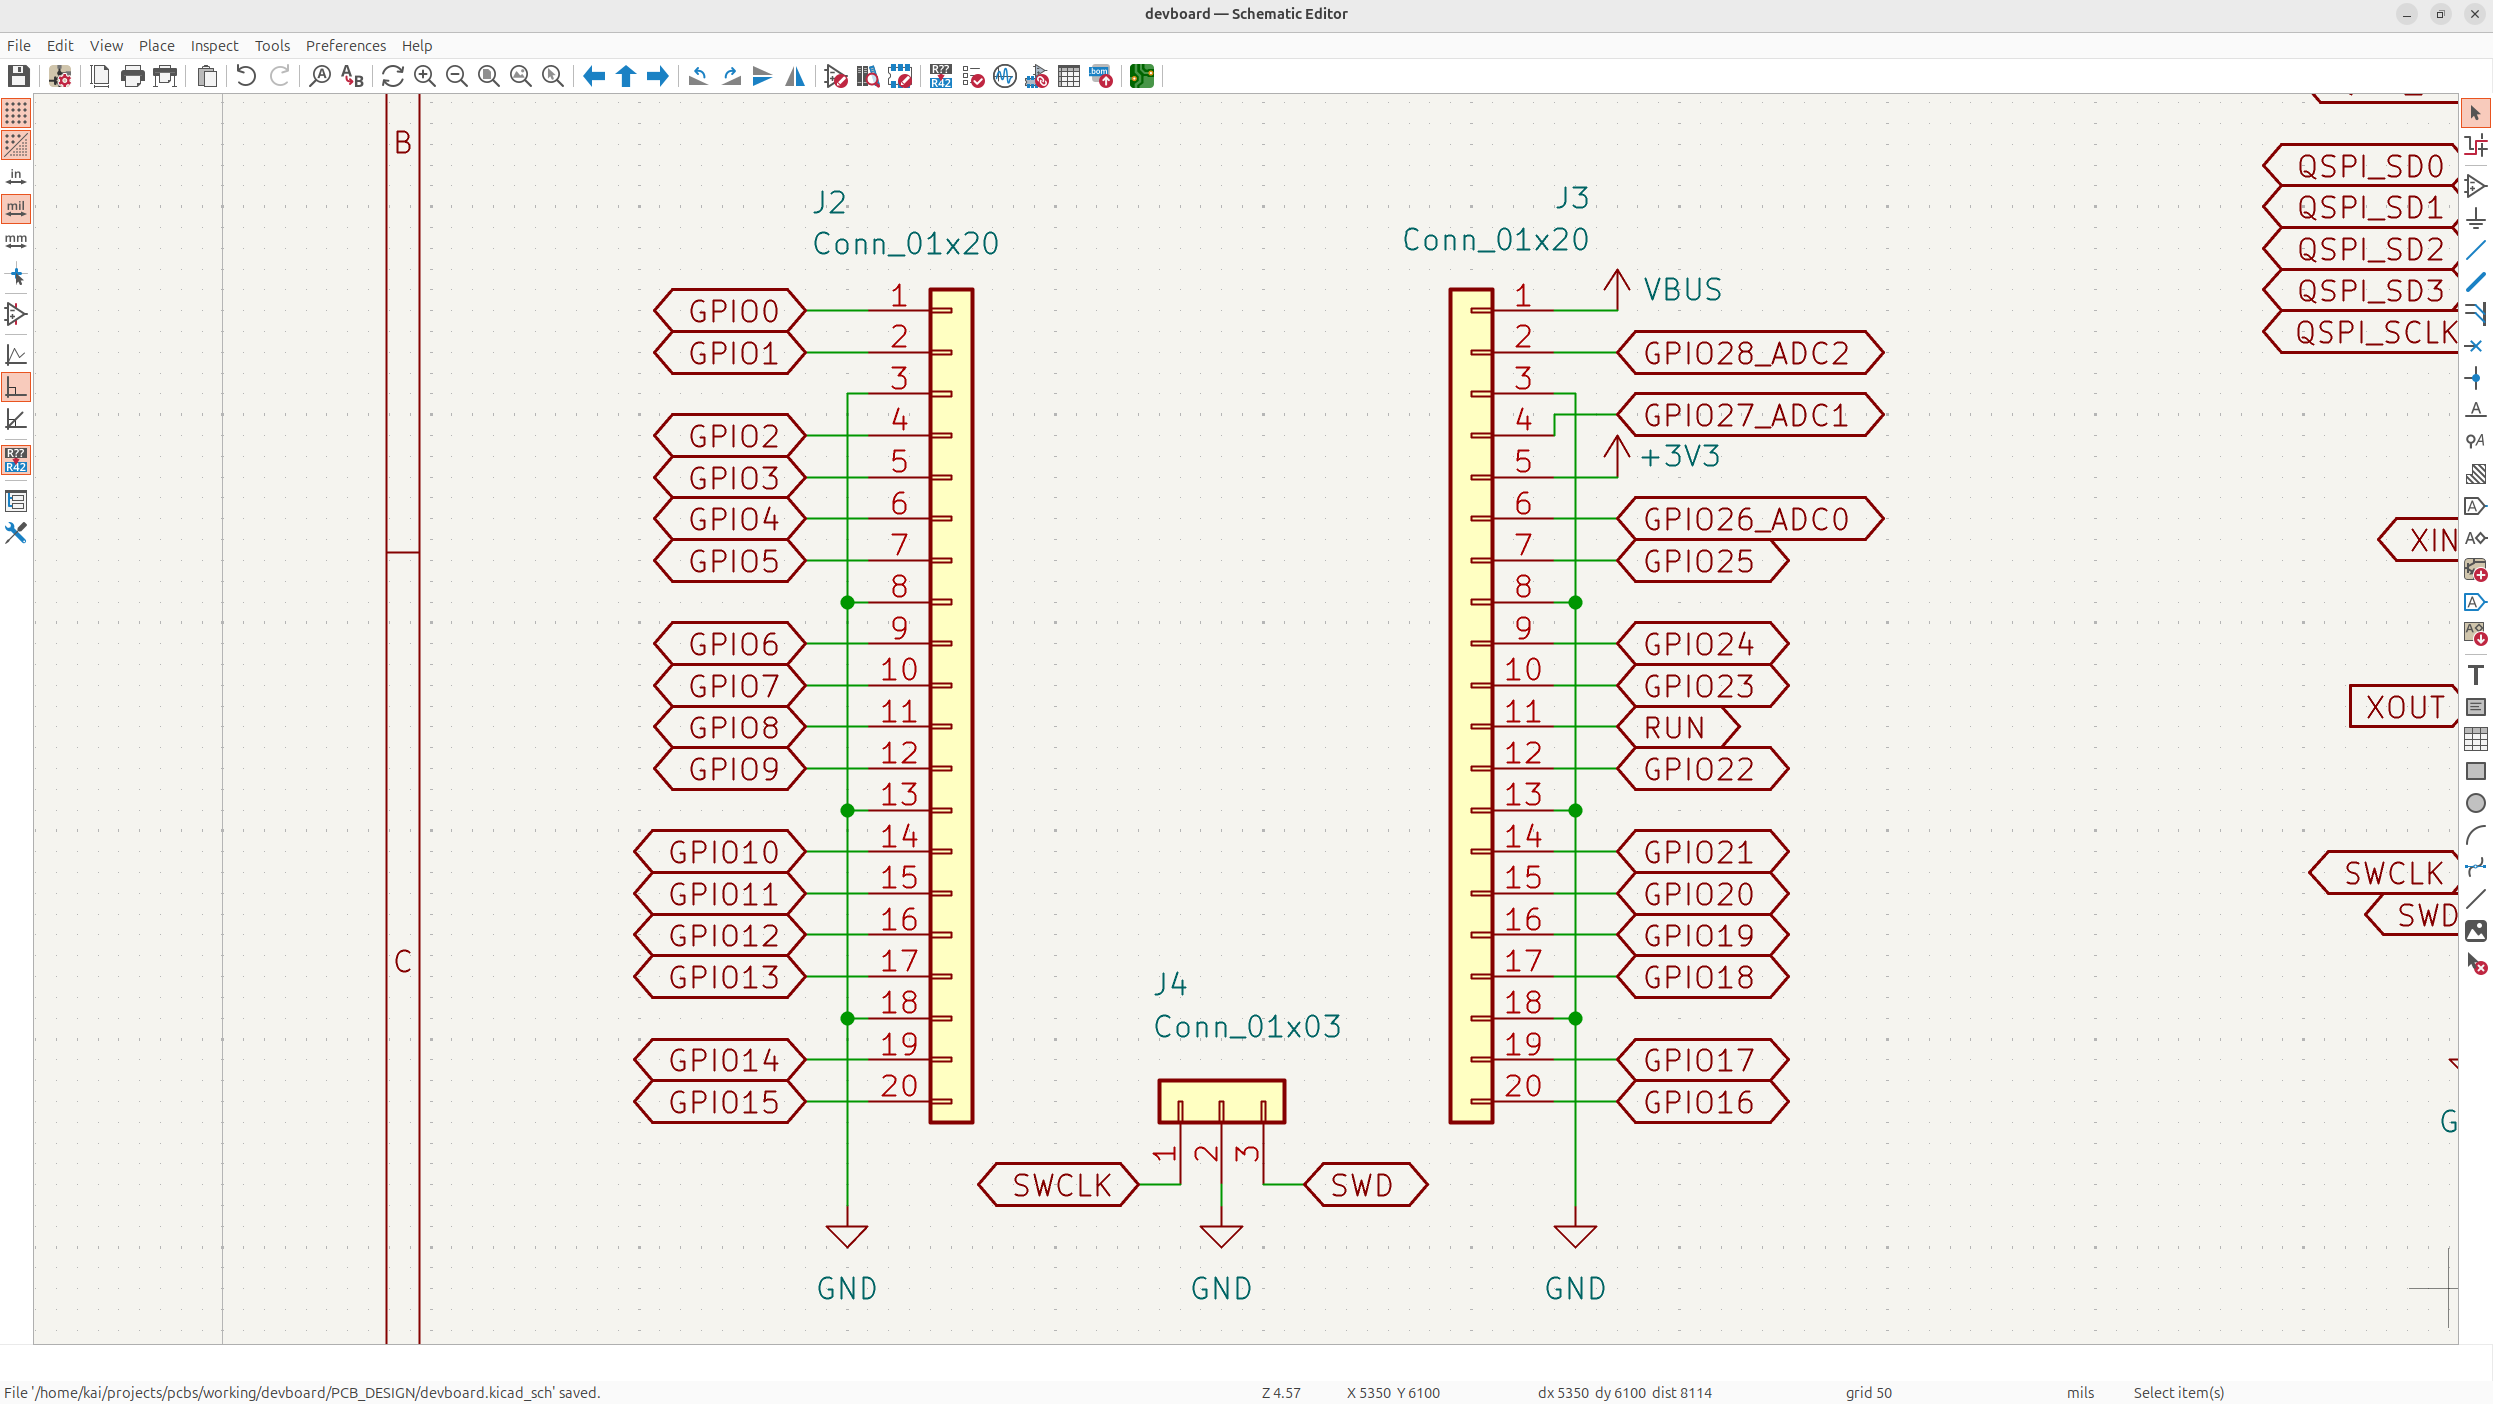 devboard — Schematic Editor
File Edit View Place Inspect Tools Preferences Help
in
mil
mm
R??
R42
B
C
J2
Conn_01x20
GPIO0 1
GPIO1 2
3
GPIO2 4
GPIO3 5
GPIO4 6
GPIO5 7
8
GPIO6 9
GPIO7 10
GPIO8 11
GPIO9 12
13
GPIO10 14
GPIO11 15
GPIO12 16
GPIO13 17
18
GPIO14 19
GPIO15 20
GND
J4
Conn_01x03
1 2 3
SWCLK SWD
GND
J3
Conn_01x20
1 VBUS
2 GPIO28_ADC2
3
4 GPIO27_ADC1
5 +3V3
6 GPIO26_ADC0
7 GPIO25
8
9 GPIO24
10 GPIO23
11 RUN
12 GPIO22
13
14 GPIO21
15 GPIO20
16 GPIO19
17 GPIO18
18
19 GPIO17
20 GPIO16
GND
QSPI_SD0
QSPI_SD1
QSPI_SD2
QSPI_SD3
QSPI_SCLK
XIN
XOUT
SWCLK
SWD
G
File '/home/kai/projects/pcbs/working/devboard/PCB_DESIGN/devboard.kicad_sch' saved.
Z 4.57 X 5350 Y 6100 dx 5350 dy 6100 dist 8114 grid 50 mils Select item(s)